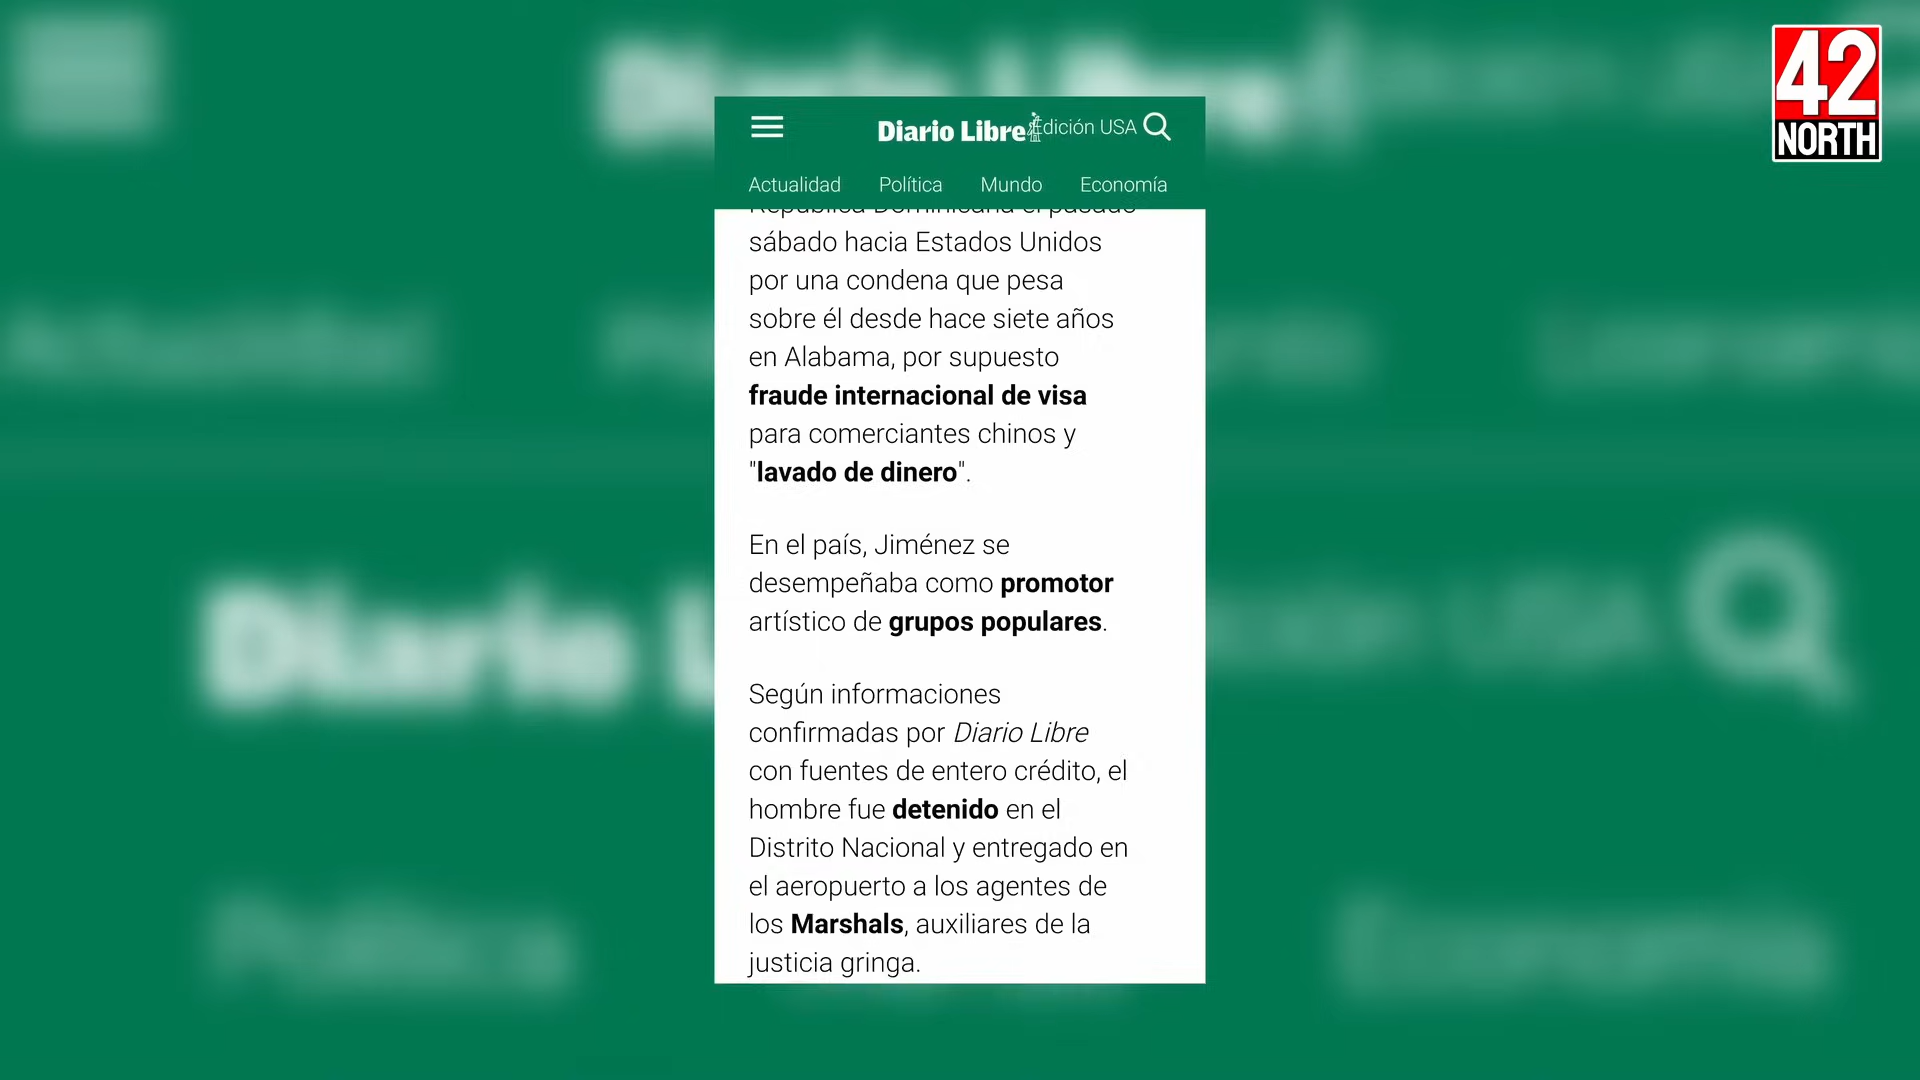 42
NORTH
Diario Libre
Edición USA
Actualidad Política Mundo Economía
República Dominicana el pasado
sábado hacia Estados Unidos
por una condena que pesa
sobre él desde hace siete años
en Alabama, por supuesto
fraude internacional de visa
para comerciantes chinos y
"lavado de dinero".
En el país, Jiménez se
desempeñaba como promotor
artístico de grupos populares.
Según informaciones
confirmadas por Diario Libre
con fuentes de entero crédito, el
hombre fue detenido en el
Distrito Nacional y entregado en
el aeropuerto a los agentes de
los Marshals, auxiliares de la
justicia gringa.